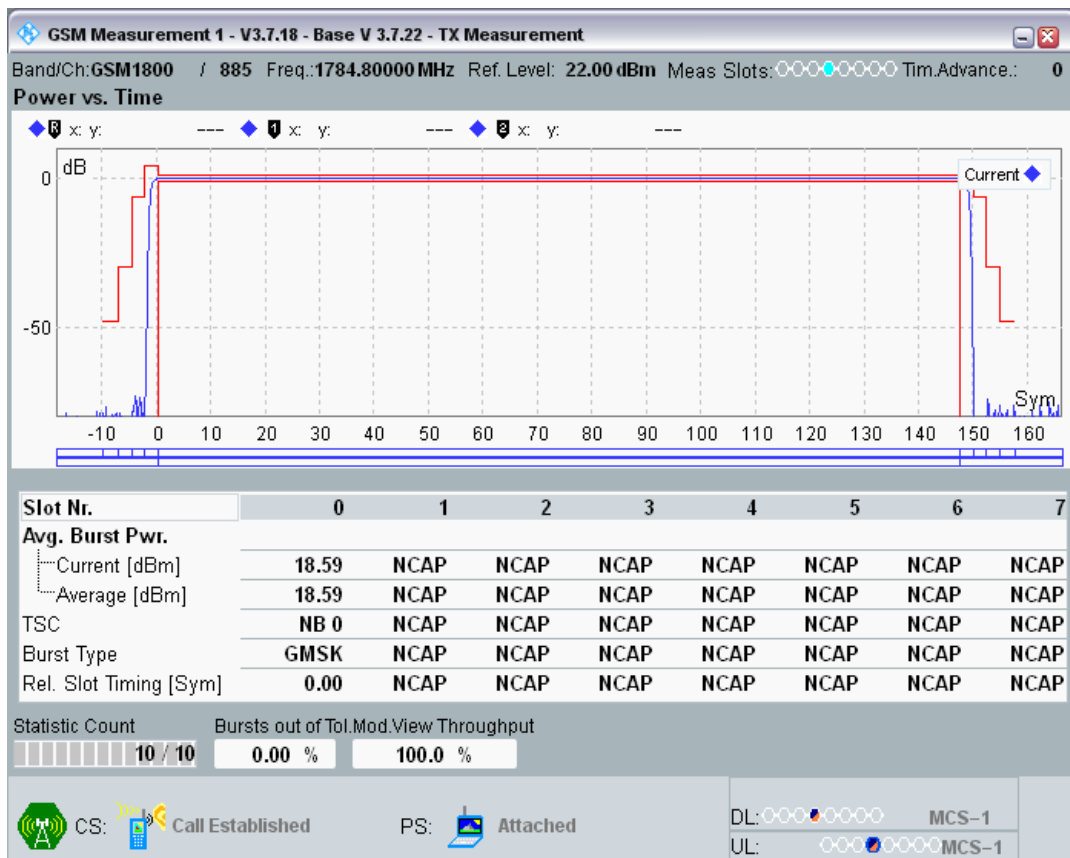 GSM Measurement 1 - V3.7.18 - Base V 3.7.22 - TX Measurement
Band/Ch:GSM1800 / 885 Freq.:1784.80000 MHz Ref. Level: 22.00 dBm Meas Slots: Tim.Advance.: 0
Power vs. Time
R x: y: --- 1 x: y: --- 2 x: y: ---
dB
0
Current
-50
Sym
-10 0 10 20 30 40 50 60 70 80 90 100 110 120 130 140 150 160
Slot Nr. 0 1 2 3 4 5 6 7
Avg. Burst Pwr.
Current [dBm] 18.59 NCAP NCAP NCAP NCAP NCAP NCAP NCAP
Average [dBm] 18.59 NCAP NCAP NCAP NCAP NCAP NCAP NCAP
TSC NB 0 NCAP NCAP NCAP NCAP NCAP NCAP NCAP
Burst Type GMSK NCAP NCAP NCAP NCAP NCAP NCAP NCAP
Rel. Slot Timing [Sym] 0.00 NCAP NCAP NCAP NCAP NCAP NCAP NCAP
Statistic Count Bursts out of Tol.Mod.View Throughput
10 / 10 0.00 % 100.0 %
CS: Call Established PS: Attached
DL: MCS-1
UL: MCS-1